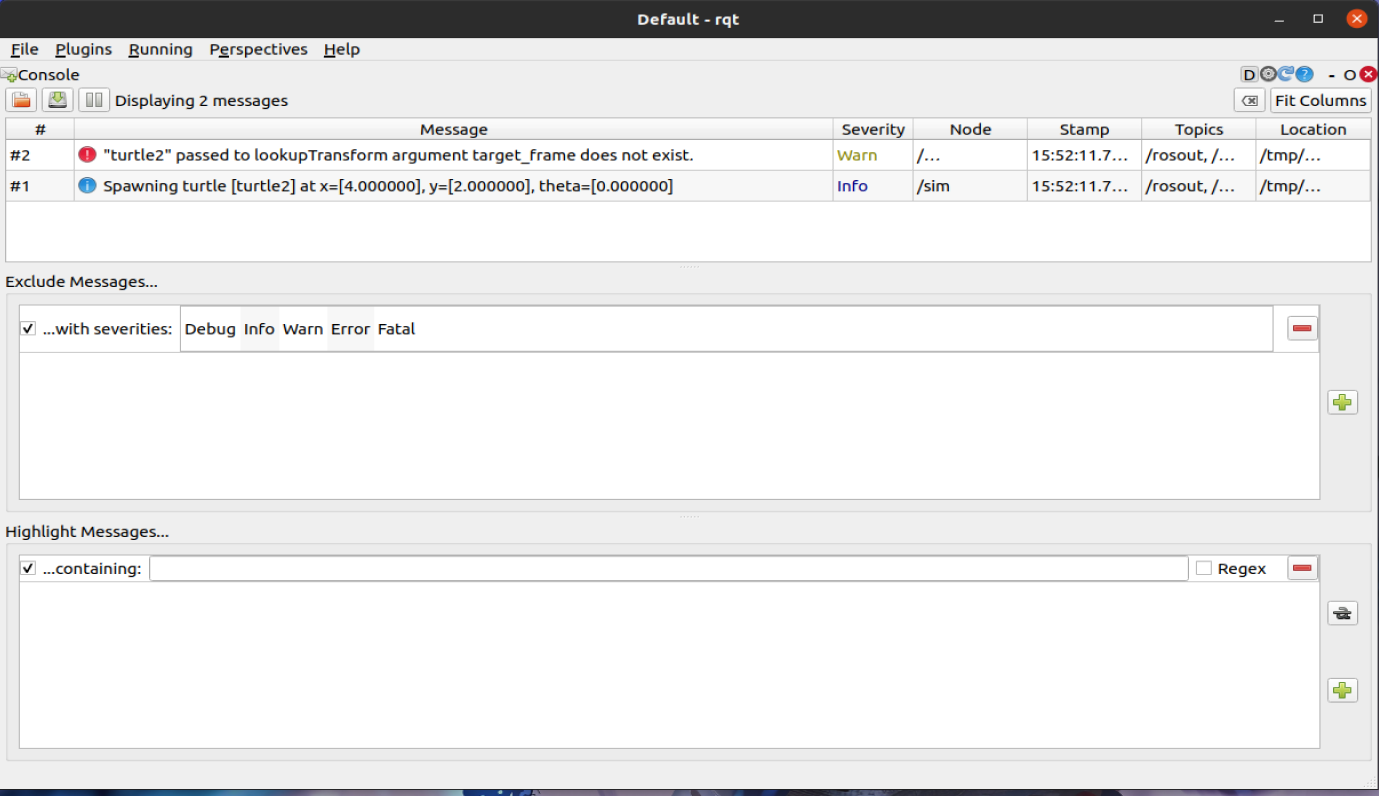 Default - rqt
File Plugins Running Perspectives Help
Console D ? - O
Displaying 2 messages Fit Columns
# Message Severity Node Stamp Topics Location
#2 "turtle2" passed to lookupTransform argument target_frame does not exist. Warn /... 15:52:11.7... /rosout, /... /tmp/...
#1 Spawning turtle [turtle2] at x=[4.000000], y=[2.000000], theta=[0.000000] Info /sim 15:52:11.7... /rosout, /... /tmp/...
Exclude Messages...
...with severities: Debug Info Warn Error Fatal
Highlight Messages...
...containing: Regex